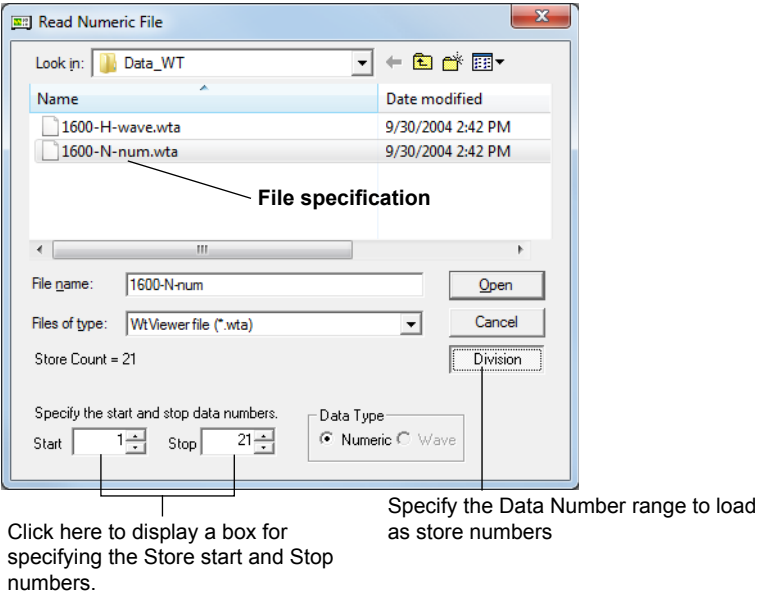 Read Numeric File
Look in: Data_WT
Name Date modified
1600-H-wave.wta 9/30/2004 2:42 PM
1600-N-num.wta 9/30/2004 2:42 PM
File specification
File name: 1600-N-num Open
Files of type: WtViewer file (*.wta) Cancel
Store Count = 21 Division
Specify the start and stop data numbers. Data Type
Start 1 Stop 21 Numeric Wave
Specify the Data Number range to load
as store numbers
Click here to display a box for
specifying the Store start and Stop
numbers.